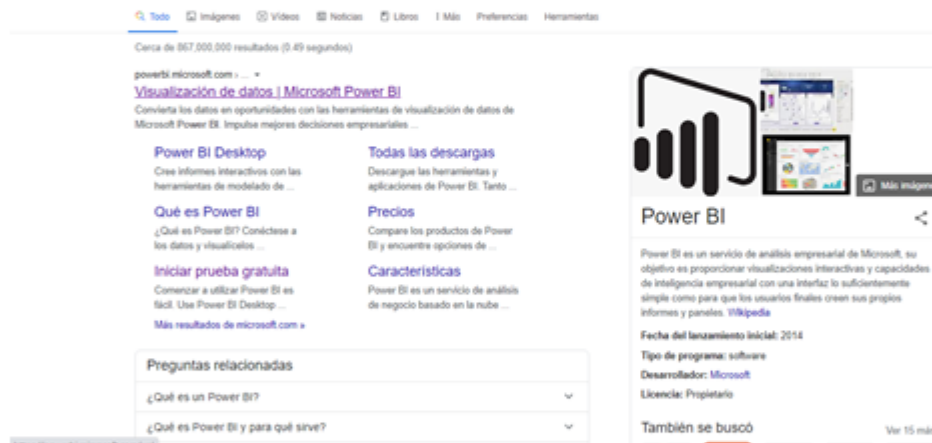 Todo Imágenes Vídeos Noticias Libros Más Preferencias Herramientas
Cerca de 867,000,000 resultados (0.49 segundos)
powerbi.microsoft.com › ...
Visualización de datos | Microsoft Power BI
Convierta los datos en oportunidades con las herramientas de visualización de datos de
Microsoft Power BI. Impulse mejores decisiones empresariales ...
Power BI Desktop
Cree informes interactivos con las
herramientas de modelado de ...
Todas las descargas
Descargue las herramientas y
aplicaciones de Power BI. Tanto ...
Qué es Power BI
¿Qué es Power BI? Conéctese a
los datos y visualícelos ...
Precios
Compare los productos de Power
BI y encuentre opciones de ...
Iniciar prueba gratuita
Comenzar a utilizar Power BI es
fácil. Use Power BI Desktop ...
Características
Power BI es un servicio de análisis
de negocio basado en la nube ...
Más resultados de microsoft.com »
Preguntas relacionadas
¿Qué es un Power BI?
¿Qué es Power BI y para qué sirve?
Más imágene
Power BI
Power BI es un servicio de análisis empresarial de Microsoft, su
objetivo es proporcionar visualizaciones interactivas y capacidades
de inteligencia empresarial con una interfaz lo suficientemente
simple como para que los usuarios finales creen sus propios
informes y paneles. Wikipedia
Fecha del lanzamiento inicial: 2014
Tipo de programa: software
Desarrollador: Microsoft
Licencia: Propietario
También se buscó
Ver 15 más